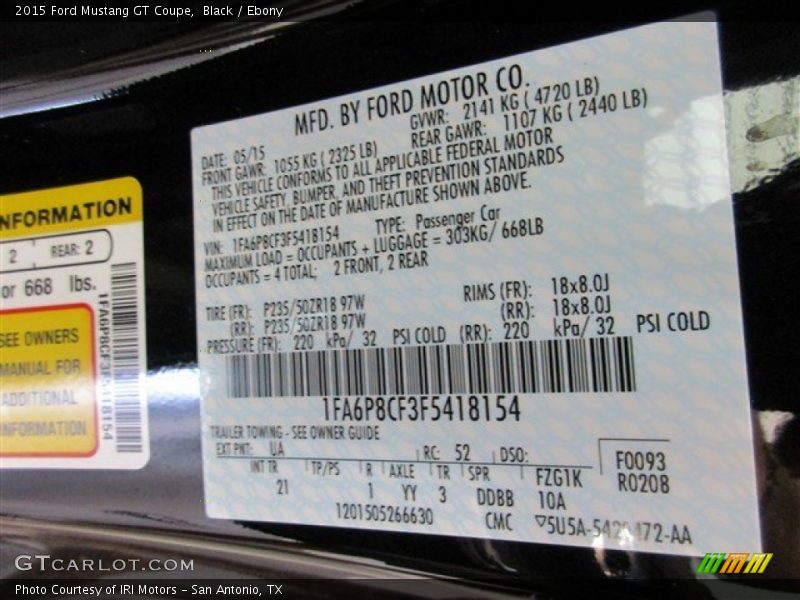 2015 Ford Mustang GT Coupe, Black / Ebony
NFORMATION
2 REAR: 2
or 668 lbs.
SEE OWNERS
MANUAL FOR
ADDITIONAL
INFORMATION
1FA6P8CF3F5418154
MFD. BY FORD MOTOR CO.
DATE: 05/15 GVWR: 2141 KG ( 4720 LB)
FRONT GAWR: 1055 KG ( 2325 LB) REAR GAWR: 1107 KG ( 2440 LB)
THIS VEHICLE CONFORMS TO ALL APPLICABLE FEDERAL MOTOR
VEHICLE SAFETY, BUMPER, AND THEFT PREVENTION STANDARDS
IN EFFECT ON THE DATE OF MANUFACTURE SHOWN ABOVE.
VIN: 1FA6P8CF3F5418154 TYPE: Passenger Car
MAXIMUM LOAD = OCCUPANTS + LUGGAGE = 303KG/ 668LB
OCCUPANTS = 4 TOTAL; 2 FRONT, 2 REAR
TIRE (FR): P235/50ZR18 97W RIMS (FR): 18x8.0J
(RR): P235/50ZR18 97W (RR): 18x8.0J
PRESSURE (FR): 220 kPa/ 32 PSI COLD (RR): 220 kPa/ 32 PSI COLD
1FA6P8CF3F5418154
TRAILER TOWING - SEE OWNER GUIDE
EXT PNT: UA RC: 52 DSO: F0093
INT TR TP/PS R AXLE TR SPR FZG1K R0208
21 1 YY 3 DDBB 10A
1201505266630 CMC
GTCARLOT.COM
Photo Courtesy of IRI Motors – San Antonio, TX